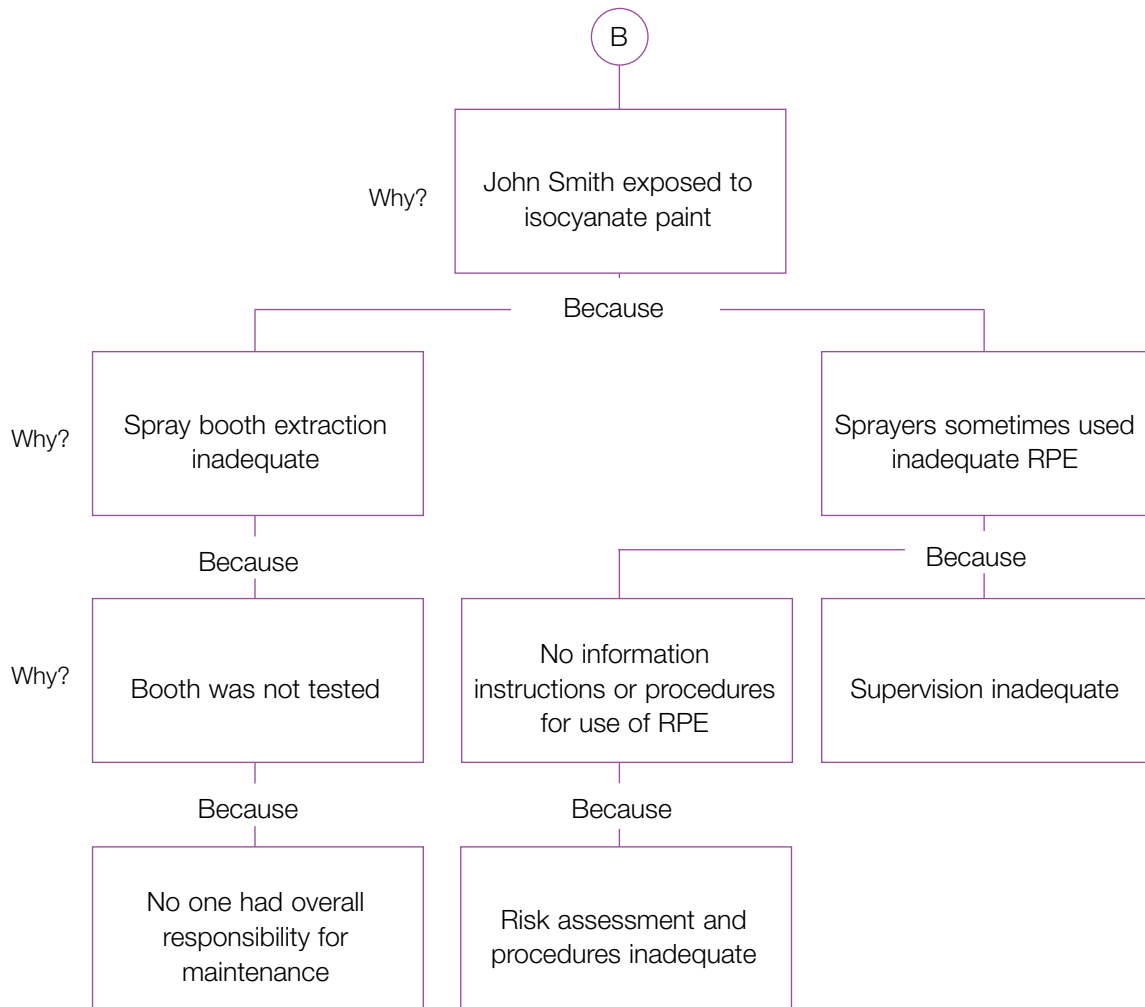 B
Why?
John Smith exposed to
isocyanate paint
Because
Why?
Spray booth extraction
inadequate
Sprayers sometimes used
inadequate RPE
Because
Because
Why?
Booth was not tested
No information
instructions or procedures
for use of RPE
Supervision inadequate
Because
Because
No one had overall
responsibility for
maintenance
Risk assessment and
procedures inadequate